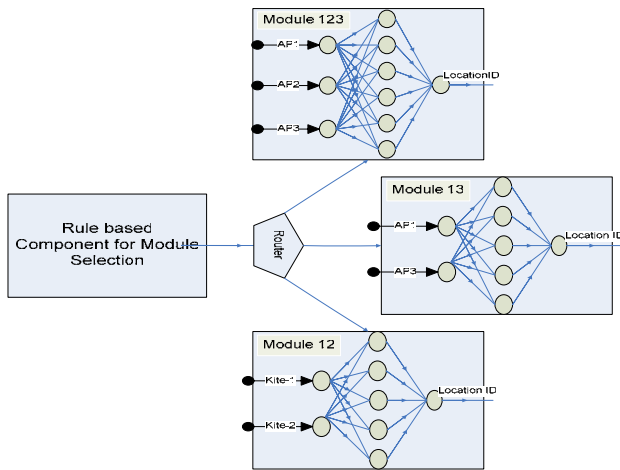 Module 123
AP1
AP2
AP3
LocationID
Module 13
AP1
AP3
Location ID
Rule based
Component for Module
Selection
Router
Module 12
Kite-1
Kite-2
Location ID